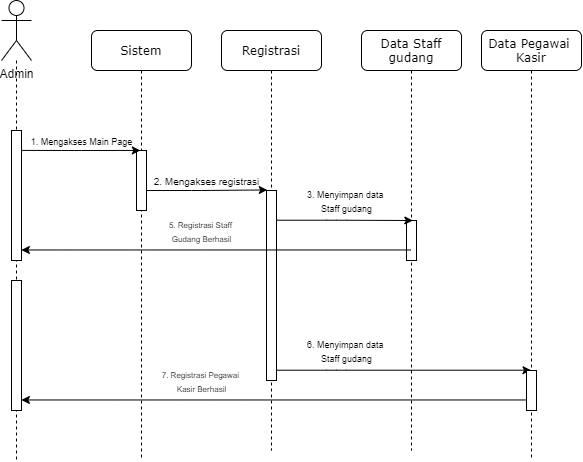 Admin
Sistem
Registrasi
Data Staff
gudang
Data Pegawai
Kasir
1. Mengakses Main Page
2. Mengakses registrasi
3. Menyimpan data
Staff gudang
5. Registrasi Staff
Gudang Berhasil
6. Menyimpan data
Staff gudang
7. Registrasi Pegawai
Kasir Berhasil